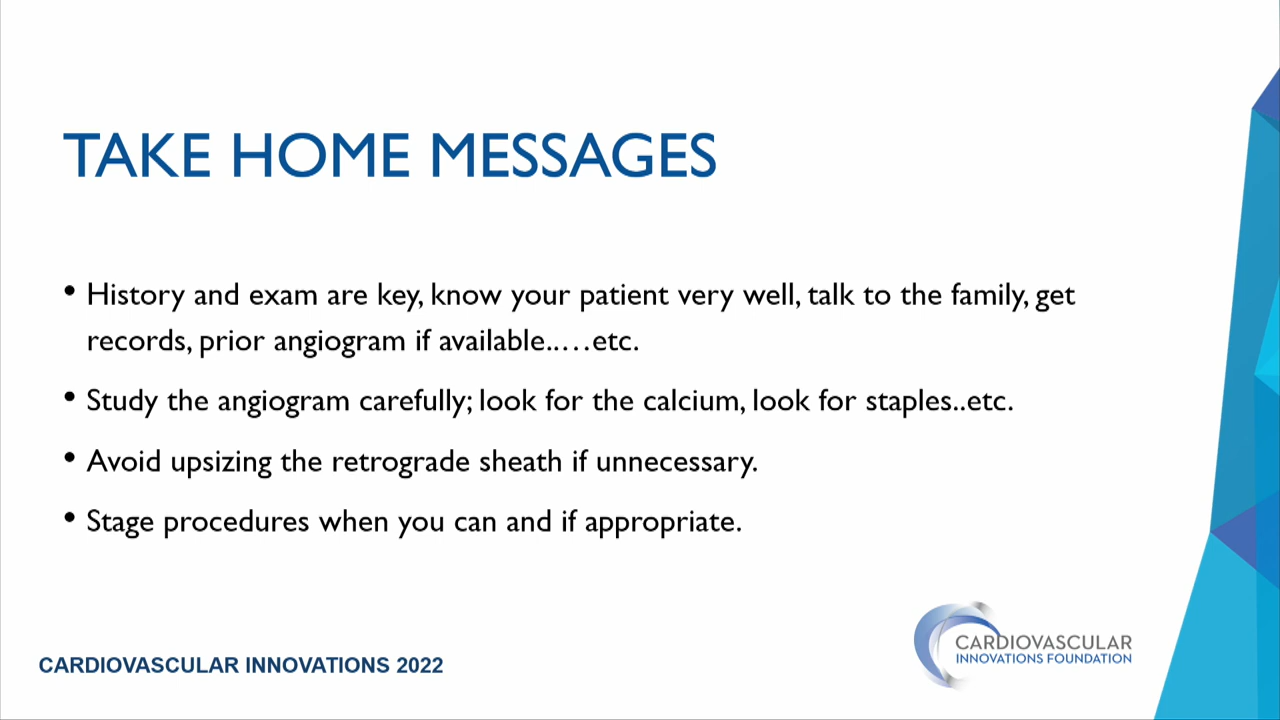 TAKE HOME MESSAGES
• History and exam are key, know your patient very well, talk to the family, get
records, prior angiogram if available..…etc.
• Study the angiogram carefully; look for the calcium, look for staples..etc.
• Avoid upsizing the retrograde sheath if unnecessary.
• Stage procedures when you can and if appropriate.
CARDIOVASCULAR
INNOVATIONS FOUNDATION
CARDIOVASCULAR INNOVATIONS 2022